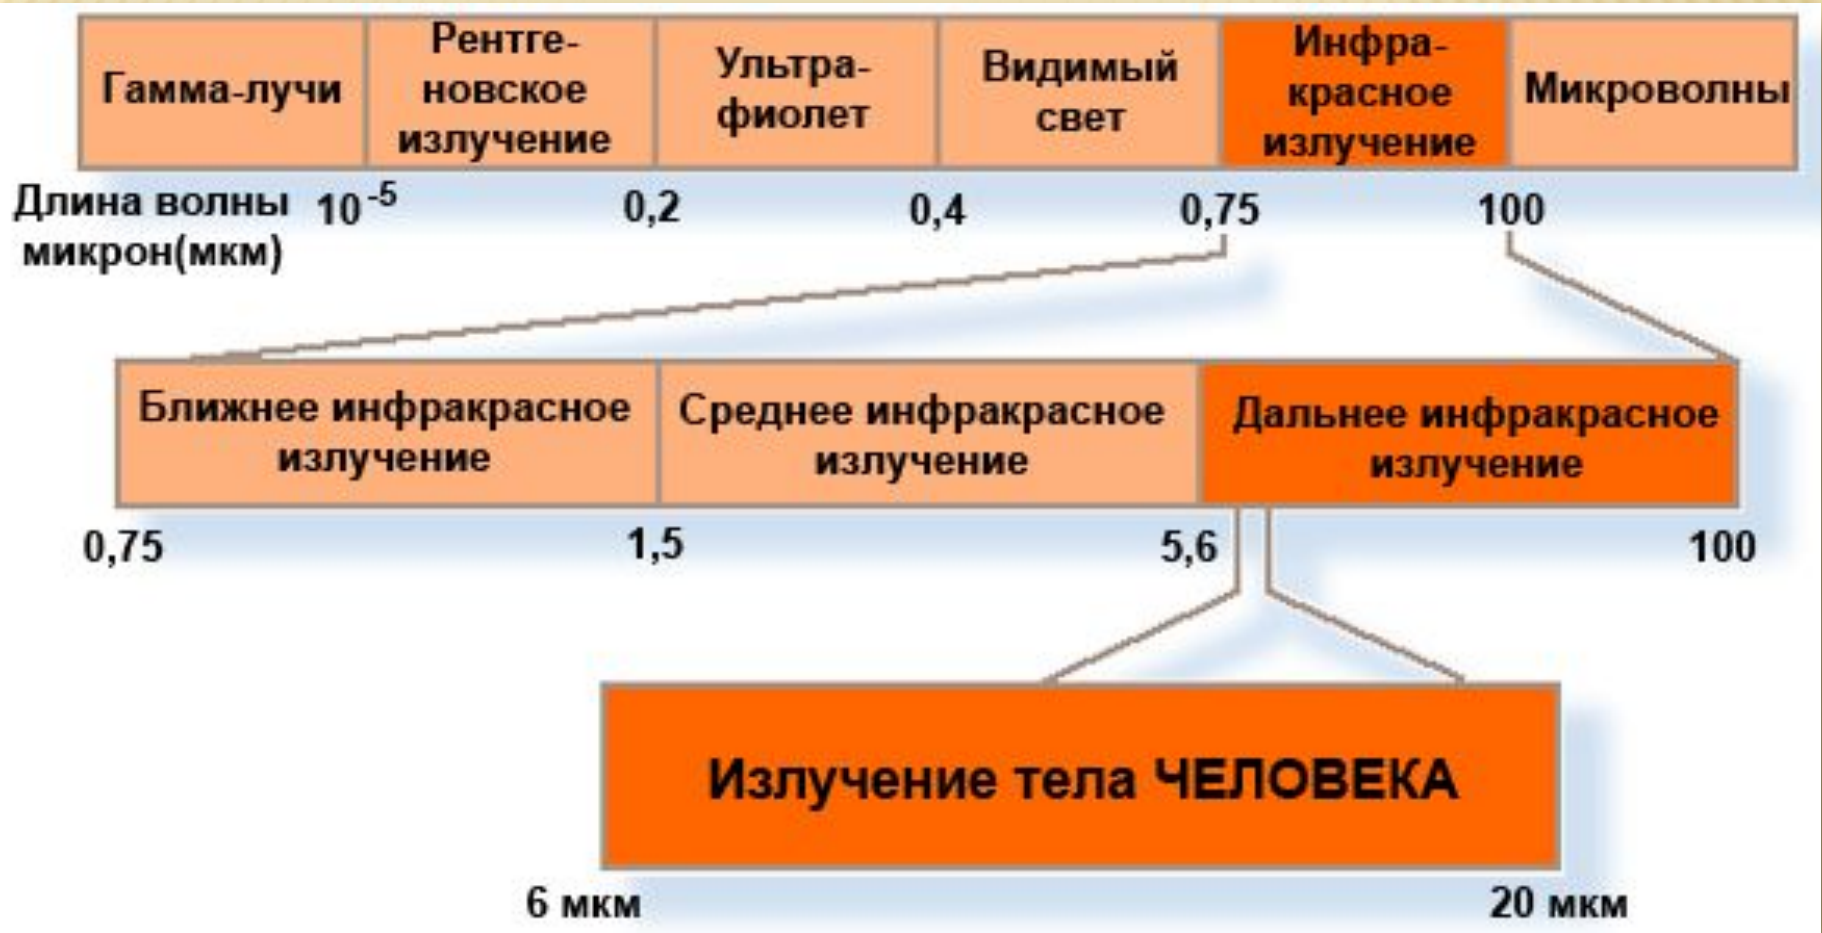 Гамма-лучи
Рентге-
новское
излучение
Ультра-
фиолет
Видимый
свет
Инфра-
красное
излучение
Микроволны
Длина волны
микрон(мкм)
10⁻⁵ 0,2 0,4 0,75 100
Ближнее инфракрасное
излучение
Среднее инфракрасное
излучение
Дальнее инфракрасное
излучение
0,75 1,5 5,6 100
Излучение тела ЧЕЛОВЕКА
6 мкм 20 мкм